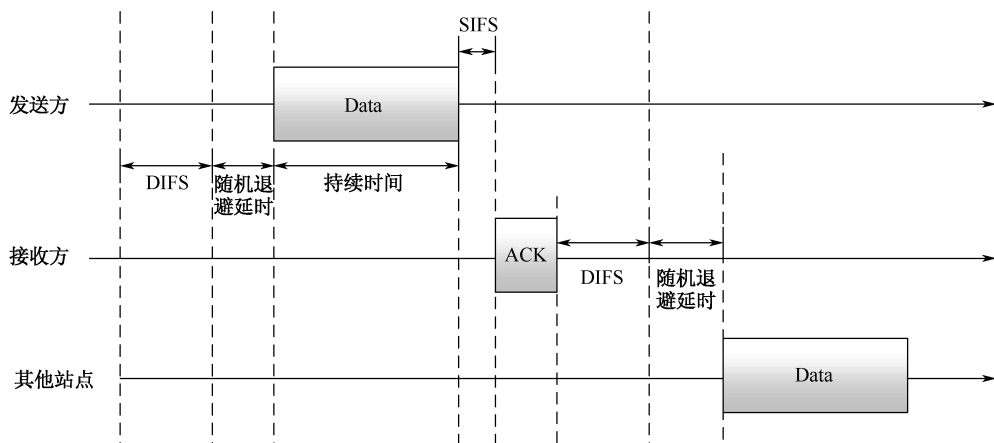 SIFS
发送方
Data
DIFS
随机退
避延时
持续时间
接收方
ACK
DIFS
随机退
避延时
其他站点
Data